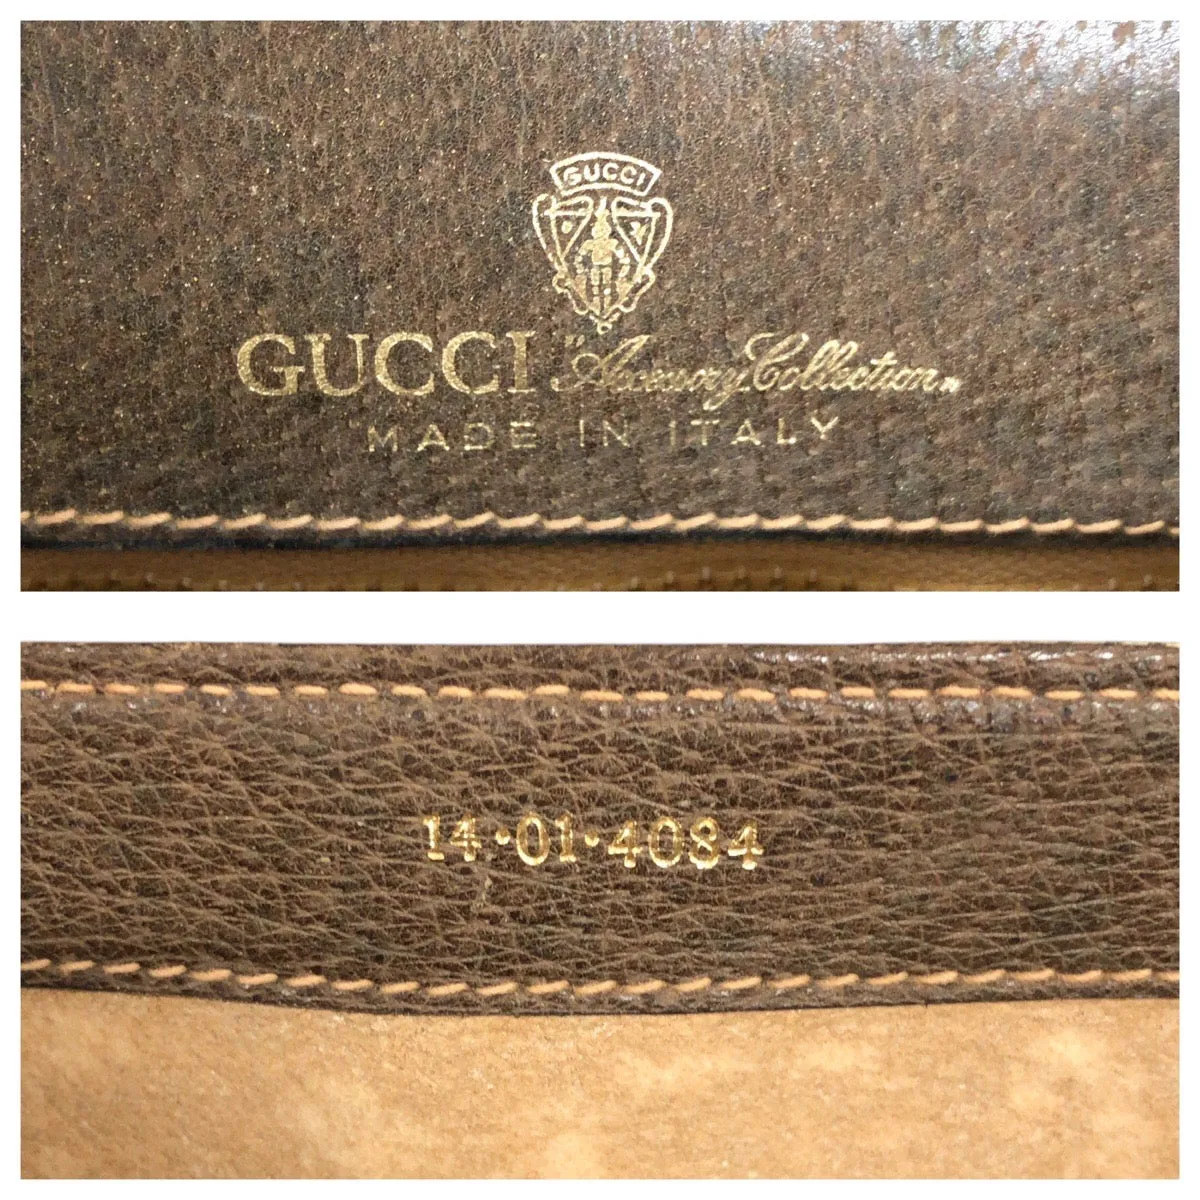 GUCCI
GUCCI "Accessory Collection"
MADE IN ITALY
14·01·4084